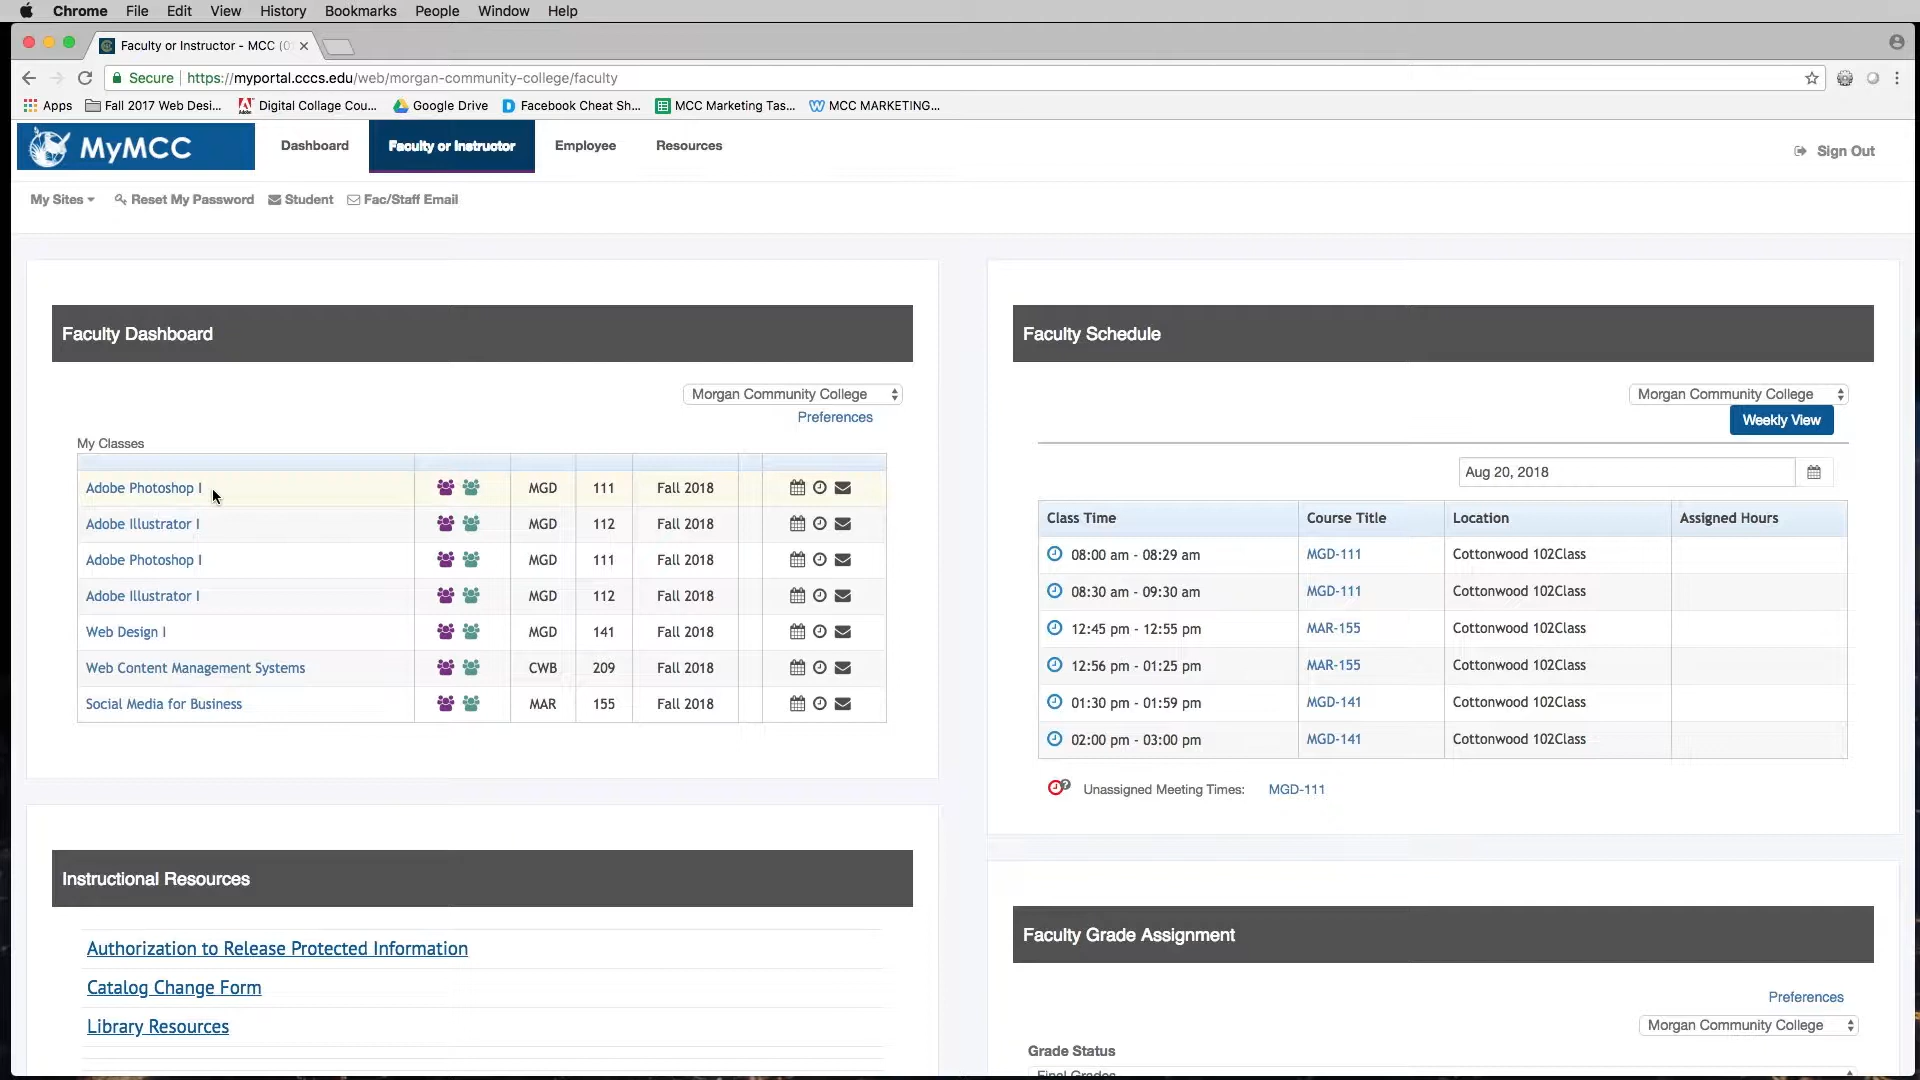 Chrome File Edit View History Bookmarks People Window Help
Faculty or Instructor - MCC (0
Secure https://myportal.cccs.edu/web/morgan-community-college/faculty
Apps Fall 2017 Web Desi... Digital Collage Cou... Google Drive Facebook Cheat Sh... MCC Marketing Tas... MCC MARKETING...
MyMCC Dashboard Faculty or Instructor Employee Resources Sign Out
My Sites Reset My Password Student Fac/Staff Email
Faculty Dashboard
Morgan Community College
Preferences
My Classes
Adobe Photoshop I MGD 111 Fall 2018
Adobe Illustrator I MGD 112 Fall 2018
Adobe Photoshop I MGD 111 Fall 2018
Adobe Illustrator I MGD 112 Fall 2018
Web Design I MGD 141 Fall 2018
Web Content Management Systems CWB 209 Fall 2018
Social Media for Business MAR 155 Fall 2018
Instructional Resources
Authorization to Release Protected Information
Catalog Change Form
Library Resources
Faculty Schedule
Morgan Community College
Weekly View
Aug 20, 2018
Class Time Course Title Location Assigned Hours
08:00 am - 08:29 am MGD-111 Cottonwood 102Class
08:30 am - 09:30 am MGD-111 Cottonwood 102Class
12:45 pm - 12:55 pm MAR-155 Cottonwood 102Class
12:56 pm - 01:25 pm MAR-155 Cottonwood 102Class
01:30 pm - 01:59 pm MGD-141 Cottonwood 102Class
02:00 pm - 03:00 pm MGD-141 Cottonwood 102Class
Unassigned Meeting Times: MGD-111
Faculty Grade Assignment
Preferences
Morgan Community College
Grade Status
Final Grades